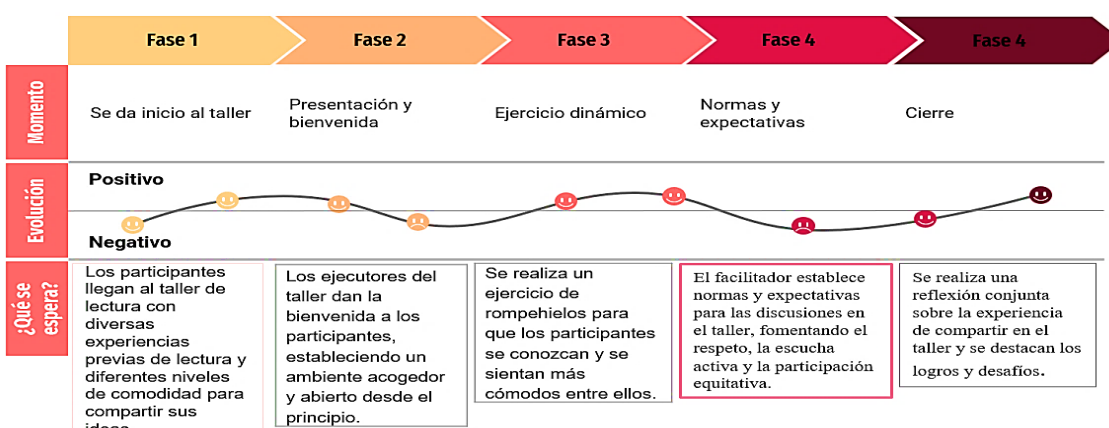 Fase 1
Fase 2
Fase 3
Fase 4
Fase 4
Momento
Se da inicio al taller
Presentación y
bienvenida
Ejercicio dinámico
Normas y
expectativas
Cierre
Evolución
Positivo
Negativo
¿Qué se
espera?
Los participantes
llegan al taller de
lectura con
diversas
experiencias
previas de lectura y
diferentes niveles
de comodidad para
compartir sus
Los ejecutores del
taller dan la
bienvenida a los
participantes,
estableciendo un
ambiente acogedor
y abierto desde el
principio.
Se realiza un
ejercicio de
rompehielos para
que los participantes
se conozcan y se
sientan más
cómodos entre ellos.
El facilitador establece
normas y expectativas
para las discusiones en
el taller, fomentando el
respeto, la escucha
activa y la participación
equitativa.
Se realiza una
reflexión conjunta
sobre la experiencia
de compartir en el
taller y se destacan los
logros y desafíos.